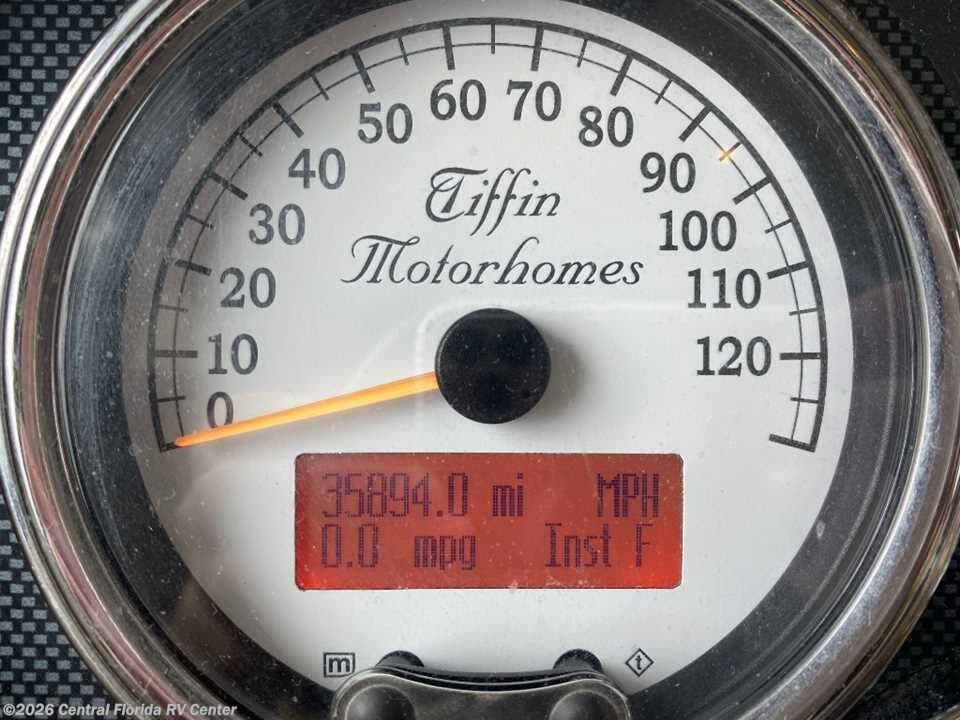 60 70
50 80
40 90
30 100
20 110
10 120
0
Tiffin
Motorhomes
35894.0 mi MPH
0.0 mpg Inst F
m t
©2026 Central Florida RV Center